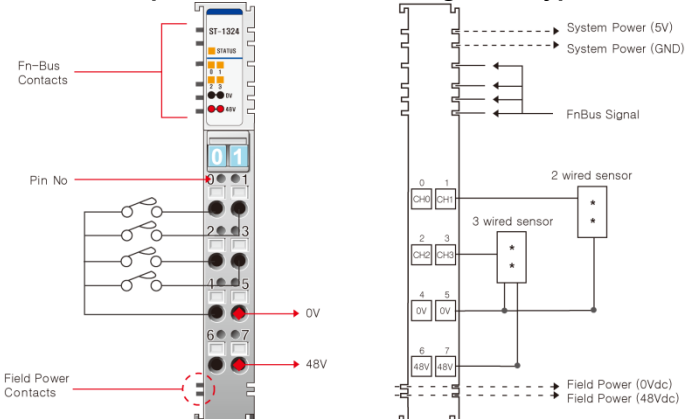 ST-1324
STATUS
0 1
2 3
0V
48V
Fn-Bus
Contacts
01
Pin No
0 1
2 3
4 5
0V
6 7
48V
Field Power
Contacts
System Power (5V)
System Power (GND)
FnBus Signal
2 wired sensor
0 1
CH0 CH1
* *
3 wired sensor
2 3
CH2 CH3
* *
4 5
0V 0V
6 7
48V 48V
Field Power (0Vdc)
Field Power (48Vdc)